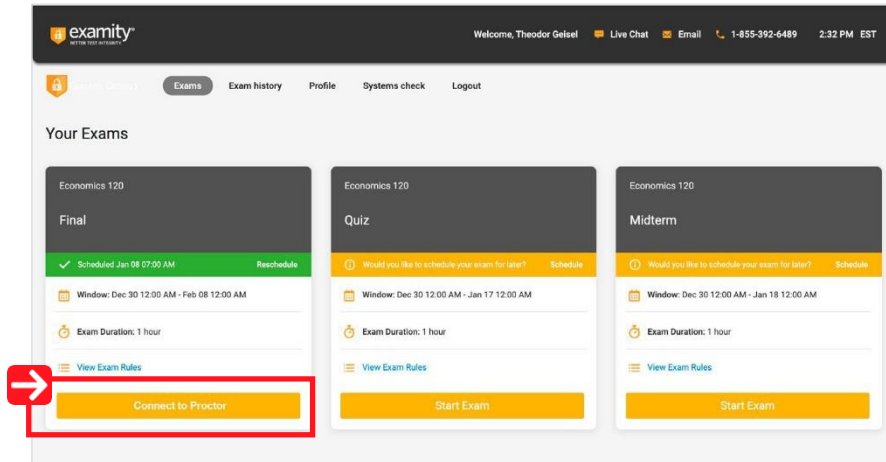 examity
BETTER TEST INTEGRITY
Welcome, Theodor Geisel Live Chat Email 1-855-392-6489 2:32 PM EST
Exams Exam history Profile Systems check Logout
Your Exams
Economics 120
Final
Scheduled Jan 08 07:00 AM Reschedule
Window: Dec 30 12:00 AM - Feb 08 12:00 AM
Exam Duration: 1 hour
View Exam Rules
Connect to Proctor
Economics 120
Quiz
Would you like to schedule your exam for later? Schedule
Window: Dec 30 12:00 AM - Jan 17 12:00 AM
Exam Duration: 1 hour
View Exam Rules
Start Exam
Economics 120
Midterm
Would you like to schedule your exam for later? Schedule
Window: Dec 30 12:00 AM - Jan 18 12:00 AM
Exam Duration: 1 hour
View Exam Rules
Start Exam